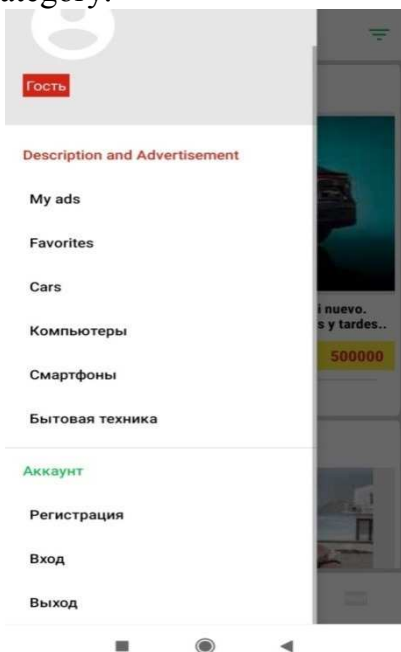 ategory.
Гость
Description and Advertisement
My ads
Favorites
Cars
i nuevo.
s y tardes..
Компьютеры
500000
Смартфоны
Бытовая техника
Аккаунт
Регистрация
Вход
Выход